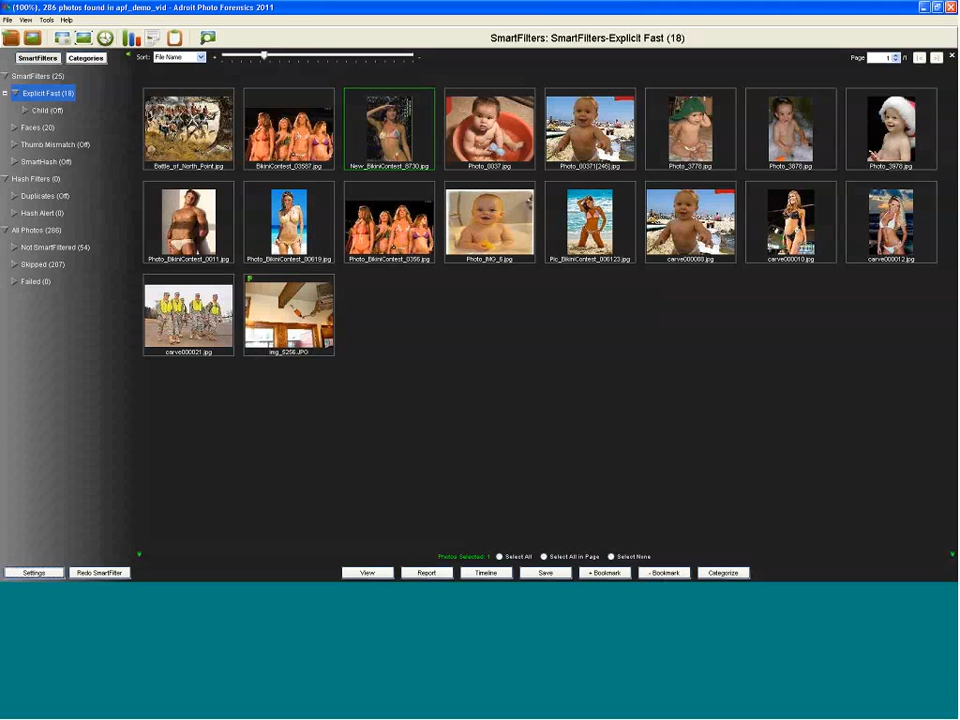 (100%), 286 photos found in apf_demo_vid - Adroit Photo Forensics 2011
File View Tools Help
SmartFilters: SmartFilters-Explicit Fast (18)
SmartFilters Categories
Sort: File Name + -
Page 1 /1
SmartFilters (25)
Explicit Fast (18)
Child (Off)
Faces (20)
Thumb Mismatch (Off)
SmartHash (Off)
Hash Filters (0)
Duplicates (Off)
Hash Alert (0)
All Photos (286)
Not SmartFiltered (54)
Skipped (207)
Failed (0)
Battle_of_North_Point.jpg BikiniContest_03567.jpg New_BikiniContest_6730.jpg Photo_0037.jpg Photo_00371[246].jpg Photo_3778.jpg Photo_3878.jpg Photo_3978.jpg
Photo_BikiniContest_0011.jpg Photo_BikiniContest_00619.jpg Photo_BikiniContest_0356.jpg Photo_IMG_6.jpg Pic_BikiniContest_006123.jpg carve000008.jpg carve000010.jpg carve000012.jpg
carve000021.jpg img_5256.JPG
Photos Selected: 1 Select All Select All in Page Select None
Settings Redo SmartFilter View Report Timeline Save + Bookmark - Bookmark Categorize